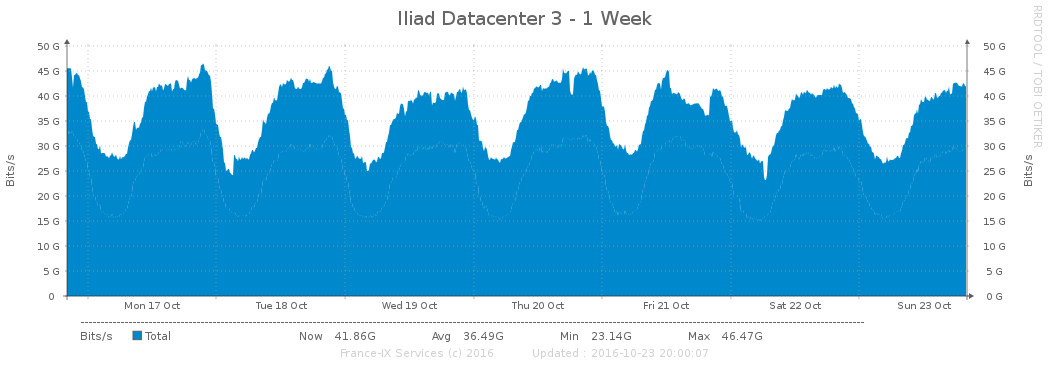 Iliad Datacenter 3 - 1 Week
RRDTOOL / TOBI OETIKER
50 G 50 G
45 G 45 G
40 G 40 G
35 G 35 G
30 G 30 G
25 G 25 G
20 G 20 G
15 G 15 G
10 G 10 G
5 G 5 G
0 0 G
Bits/s
Bits/s
Mon 17 Oct Tue 18 Oct Wed 19 Oct Thu 20 Oct Fri 21 Oct Sat 22 Oct Sun 23 Oct
Bits/s Total Now 41.86G Avg 36.49G Min 23.14G Max 46.47G
France-IX Services (c) 2016 Updated : 2016-10-23 20:00:07